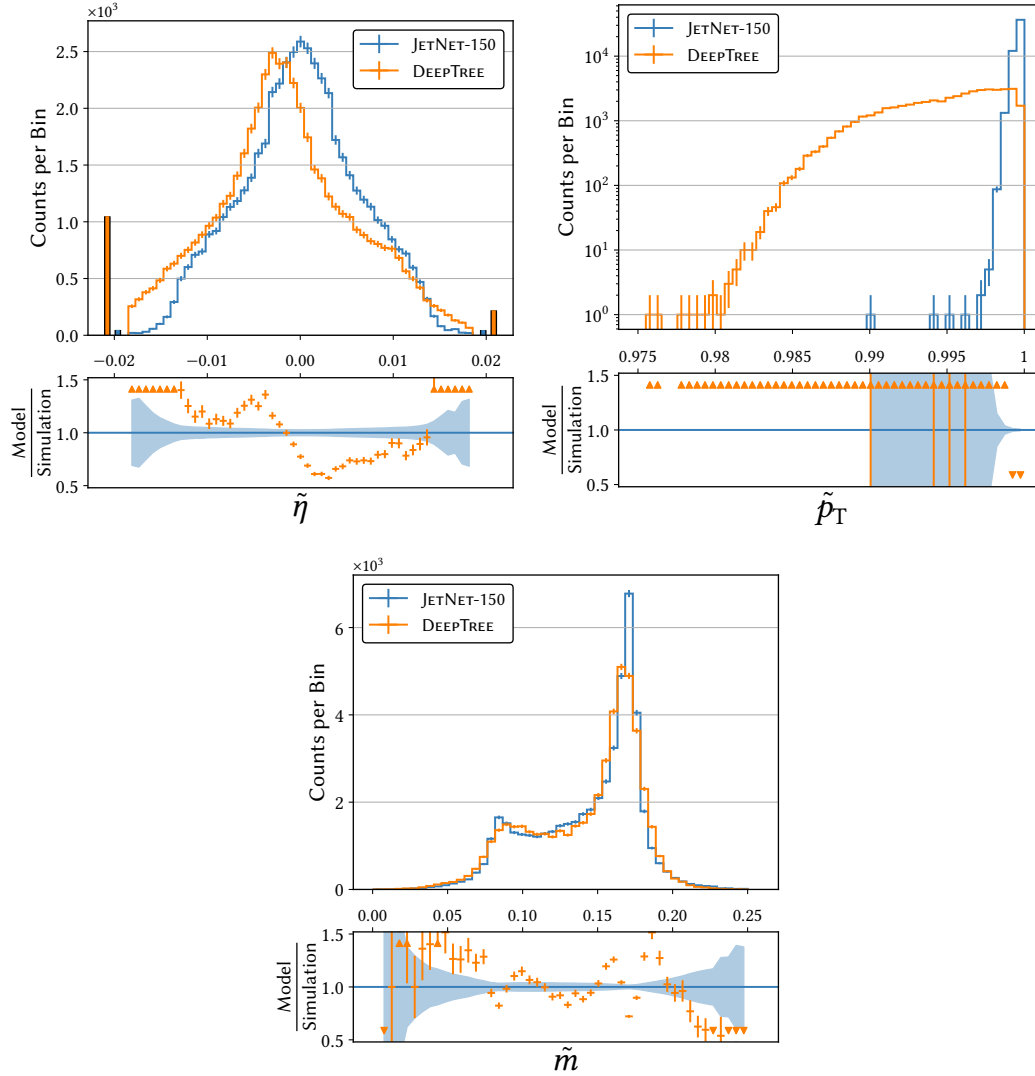 ×10³
2.5
2.0
1.5
1.0
0.5
0.0
Counts per Bin
JETNET-150
DEEPTREE
−0.02 −0.01 0.00 0.01 0.02
1.5
1.0
0.5
Model
Simulation
η̃
10⁴
10³
10²
10¹
10⁰
Counts per Bin
JETNET-150
DEEPTREE
0.975 0.98 0.985 0.99 0.995 1
1.5
1.0
0.5
Model
Simulation
p̃T
×10³
6
4
2
0
Counts per Bin
JETNET-150
DEEPTREE
0.00 0.05 0.10 0.15 0.20 0.25
1.5
1.0
0.5
Model
Simulation
m̃